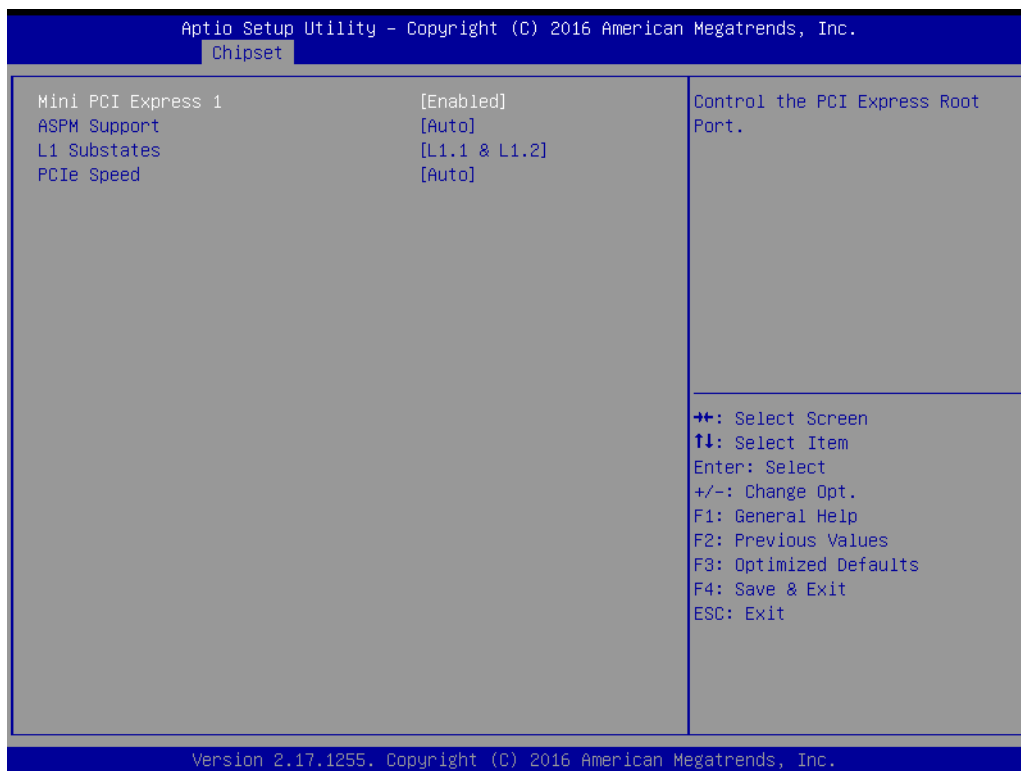 Aptio Setup Utility – Copyright (C) 2016 American Megatrends, Inc.
Chipset
Mini PCI Express 1 [Enabled]
ASPM Support [Auto]
L1 Substates [L1.1 & L1.2]
PCIe Speed [Auto]
Control the PCI Express Root
Port.
→←: Select Screen
↑↓: Select Item
Enter: Select
+/-: Change Opt.
F1: General Help
F2: Previous Values
F3: Optimized Defaults
F4: Save & Exit
ESC: Exit
Version 2.17.1255. Copyright (C) 2016 American Megatrends, Inc.